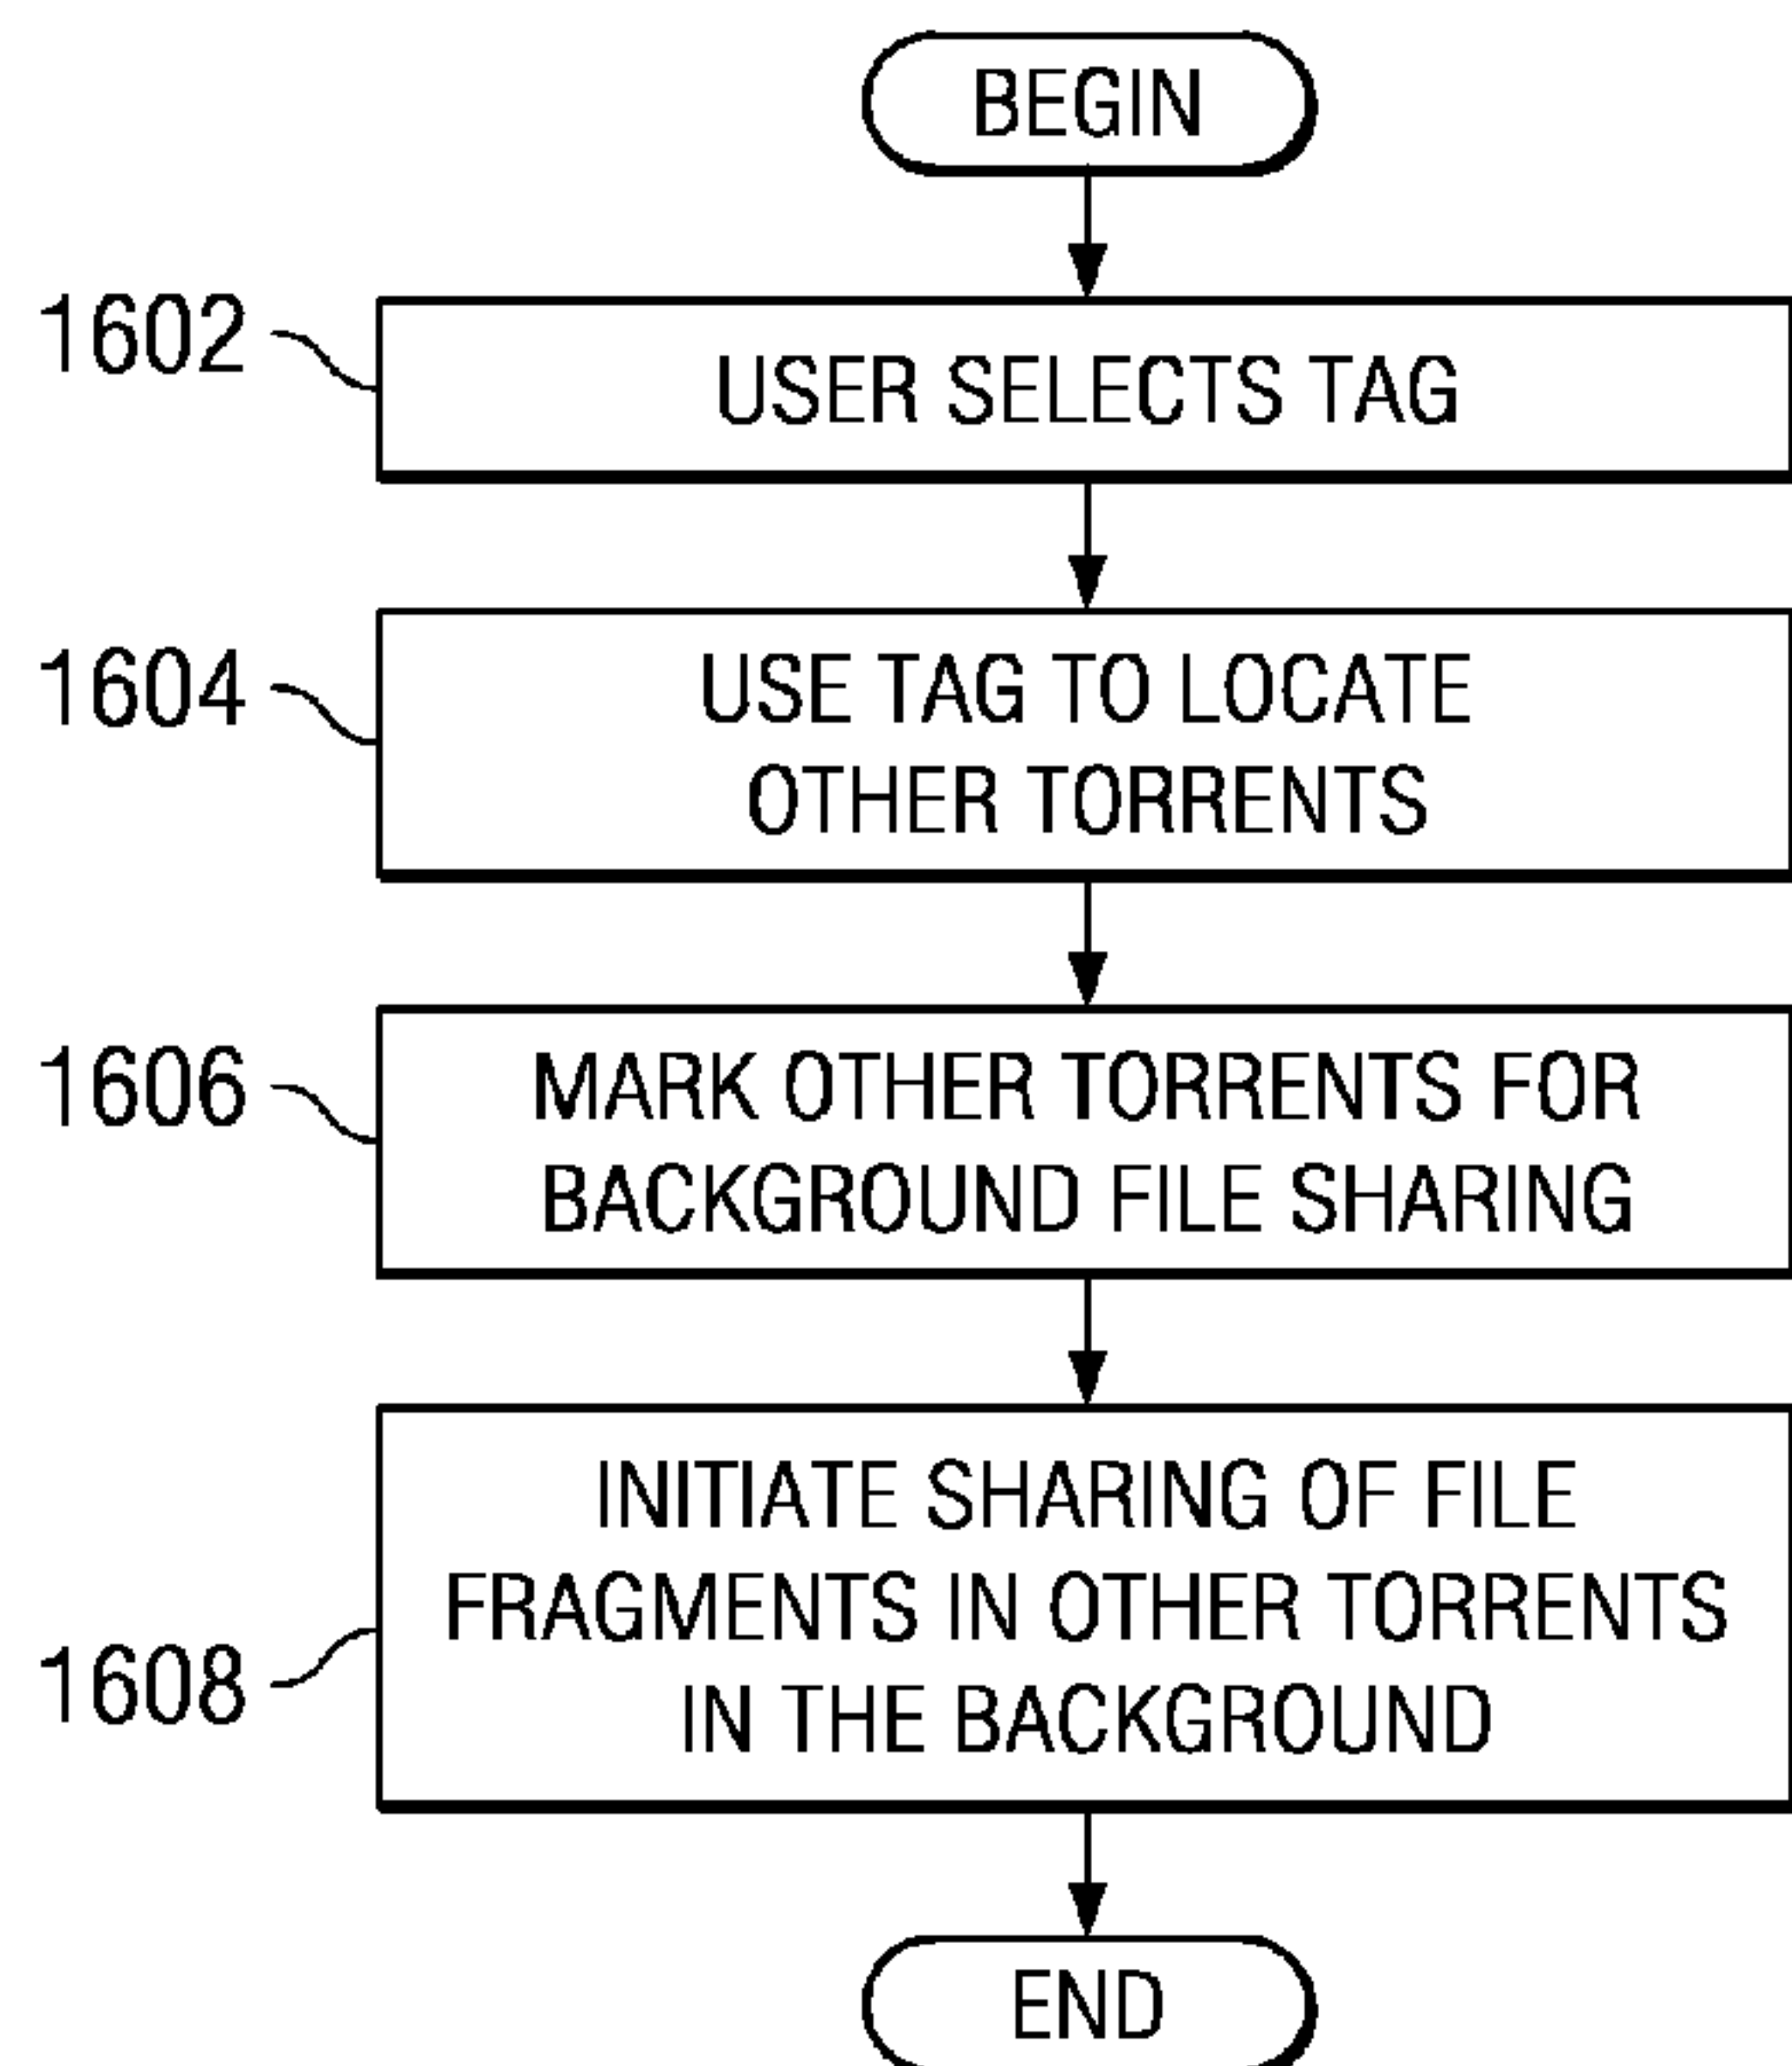 BEGIN
1602
USER SELECTS TAG
1604
USE TAG TO LOCATE
OTHER TORRENTS
1606
MARK OTHER TORRENTS FOR
BACKGROUND FILE SHARING
1608
INITIATE SHARING OF FILE
FRAGMENTS IN OTHER TORRENTS
IN THE BACKGROUND
END